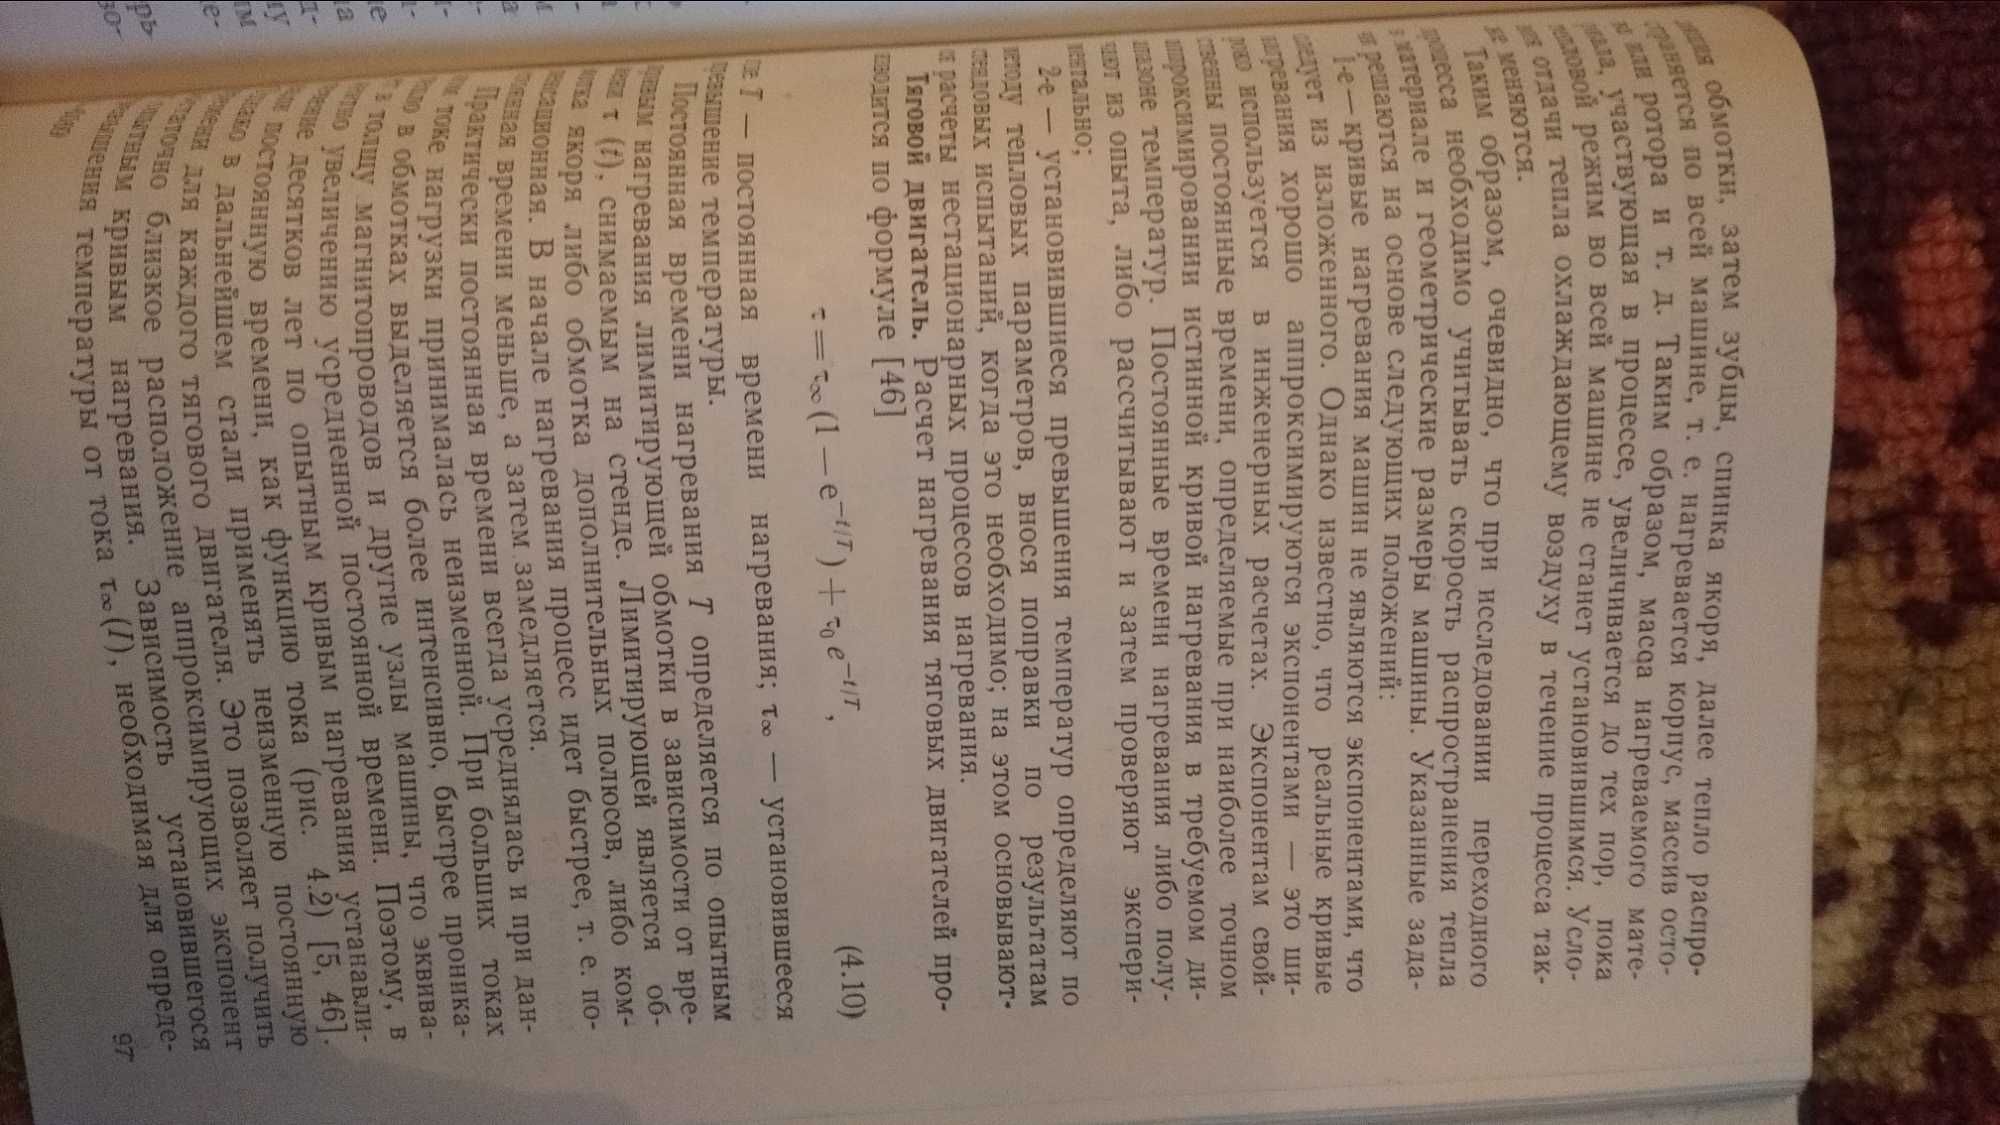 обмотки, затем зубцы, спинка якоря, далее тепло распро-
по всей машине, т. е. нагревается корпус, массив осто-
или ротора и т. д. Таким образом, масса нагреваемого мате-
участвующая в процессе, увеличивается до тех пор, пока
режим во всей машине не станет установившимся. Усло-
отдачи тепла охлаждающему воздуху в течение процесса так-
меняются.
Таким образом, очевидно, что при исследовании переходного
необходимо учитывать скорость распространения тепла
материале и геометрические размеры машины. Указанные зада-
решаются на основе следующих положений:
1-е — кривые нагревания машин не являются экспонентами, что
следует из изложенного. Однако известно, что реальные кривые
нагревания хорошо аппроксимируются экспонентами — это ши-
роко используется в инженерных расчетах. Экспонентам свой-
ственны постоянные времени, определяемые при наиболее точном
аппроксимировании истинной кривой нагревания в требуемом ди-
апазоне температур. Постоянные времени нагревания либо полу-
чают из опыта, либо рассчитывают и затем проверяют экспери-
ментально;
2-е — установившиеся превышения температур определяют по
методу тепловых параметров, внося поправки по результатам
стендовых испытаний, когда это необходимо; на этом основывают-
ся расчеты нестационарных процессов нагревания.
Тяговой двигатель. Расчет нагревания тяговых двигателей про-
изводится по формуле [46]
τ = τ∞ (1 — e^{—t/T}) + τ₀ e^{—t/T}, (4.10)
где T — постоянная времени нагревания; τ∞ — установившееся
превышение температуры.
Постоянная времени нагревания T определяется по опытным
кривым нагревания лимитирующей обмотки в зависимости от вре-
мени τ (t), снимаемым на стенде. Лимитирующей является об-
мотка якоря либо обмотка дополнительных полюсов, либо ком-
пенсационная. В начале нагревания процесс идет быстрее, т. е. по-
стоянная времени меньше, а затем замедляется.
Практически постоянная времени всегда усреднялась и при дан-
ном токе нагрузки принималась неизменной. При больших токах
в обмотках выделяется более интенсивно, быстрее проника-
в толщу магнитопроводов и другие узлы машины, что эквива-
увеличению усредненной постоянной времени. Поэтому, в
десятков лет по опытным кривым нагревания устанавли-
постоянную времени, как функцию тока (рис. 4.2) [5, 46].
в дальнейшем стали применять неизменную постоянную
времени для каждого тягового двигателя. Это позволяет получить
достаточно близкое расположение аппроксимирующих экспонент
опытным кривым нагревания. Зависимость установившегося
превышения температуры от тока τ∞ (I), необходимая для опреде-
97